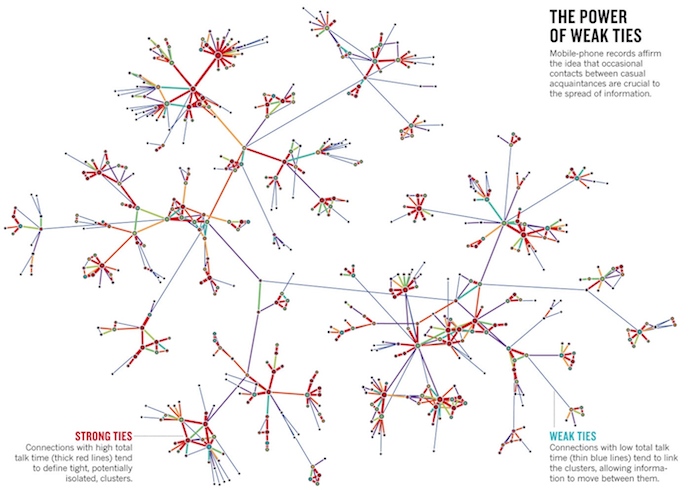 THE POWER
OF WEAK TIES
Mobile-phone records affirm
the idea that occasional
contacts between casual
acquaintances are crucial to
the spread of information.
STRONG TIES
Connections with high total
talk time (thick red lines) tend
to define tight, potentially
isolated, clusters.
WEAK TIES
Connections with low total talk
time (thin blue lines) tend to link
the clusters, allowing informa-
tion to move between them.